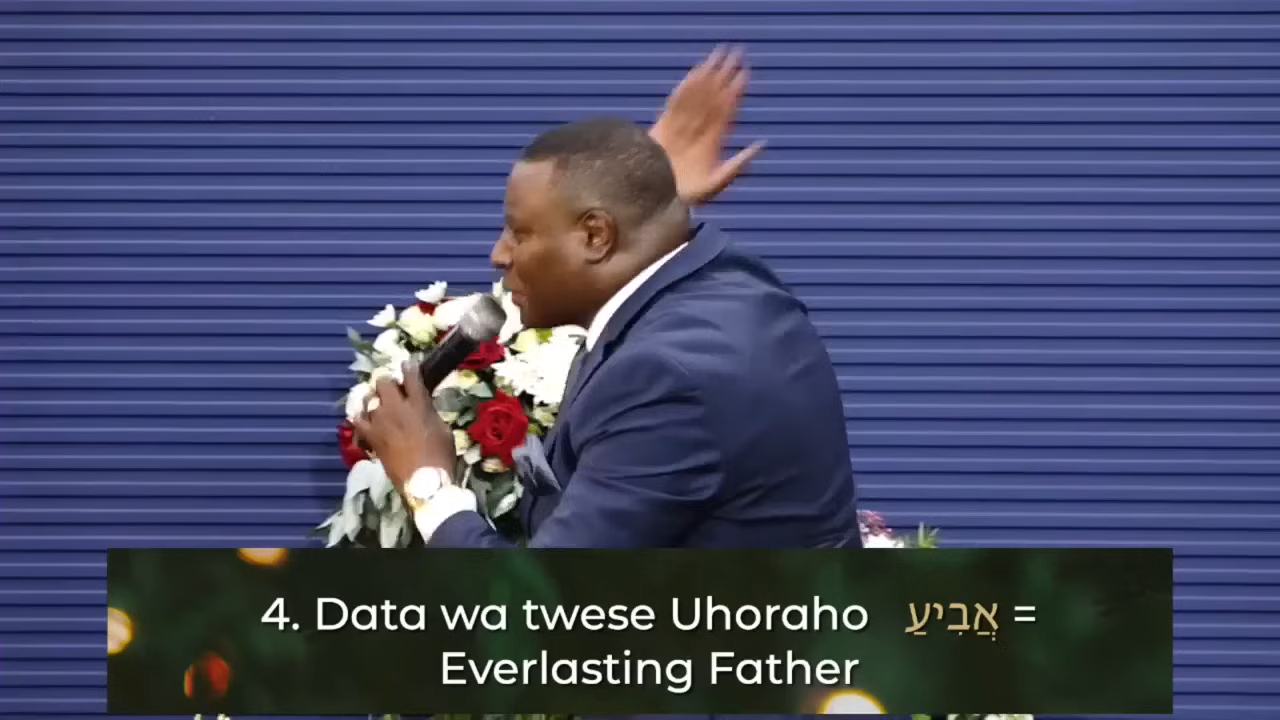 4. Data wa twese Uhoraho אֲבִיעַ =
Everlasting Father